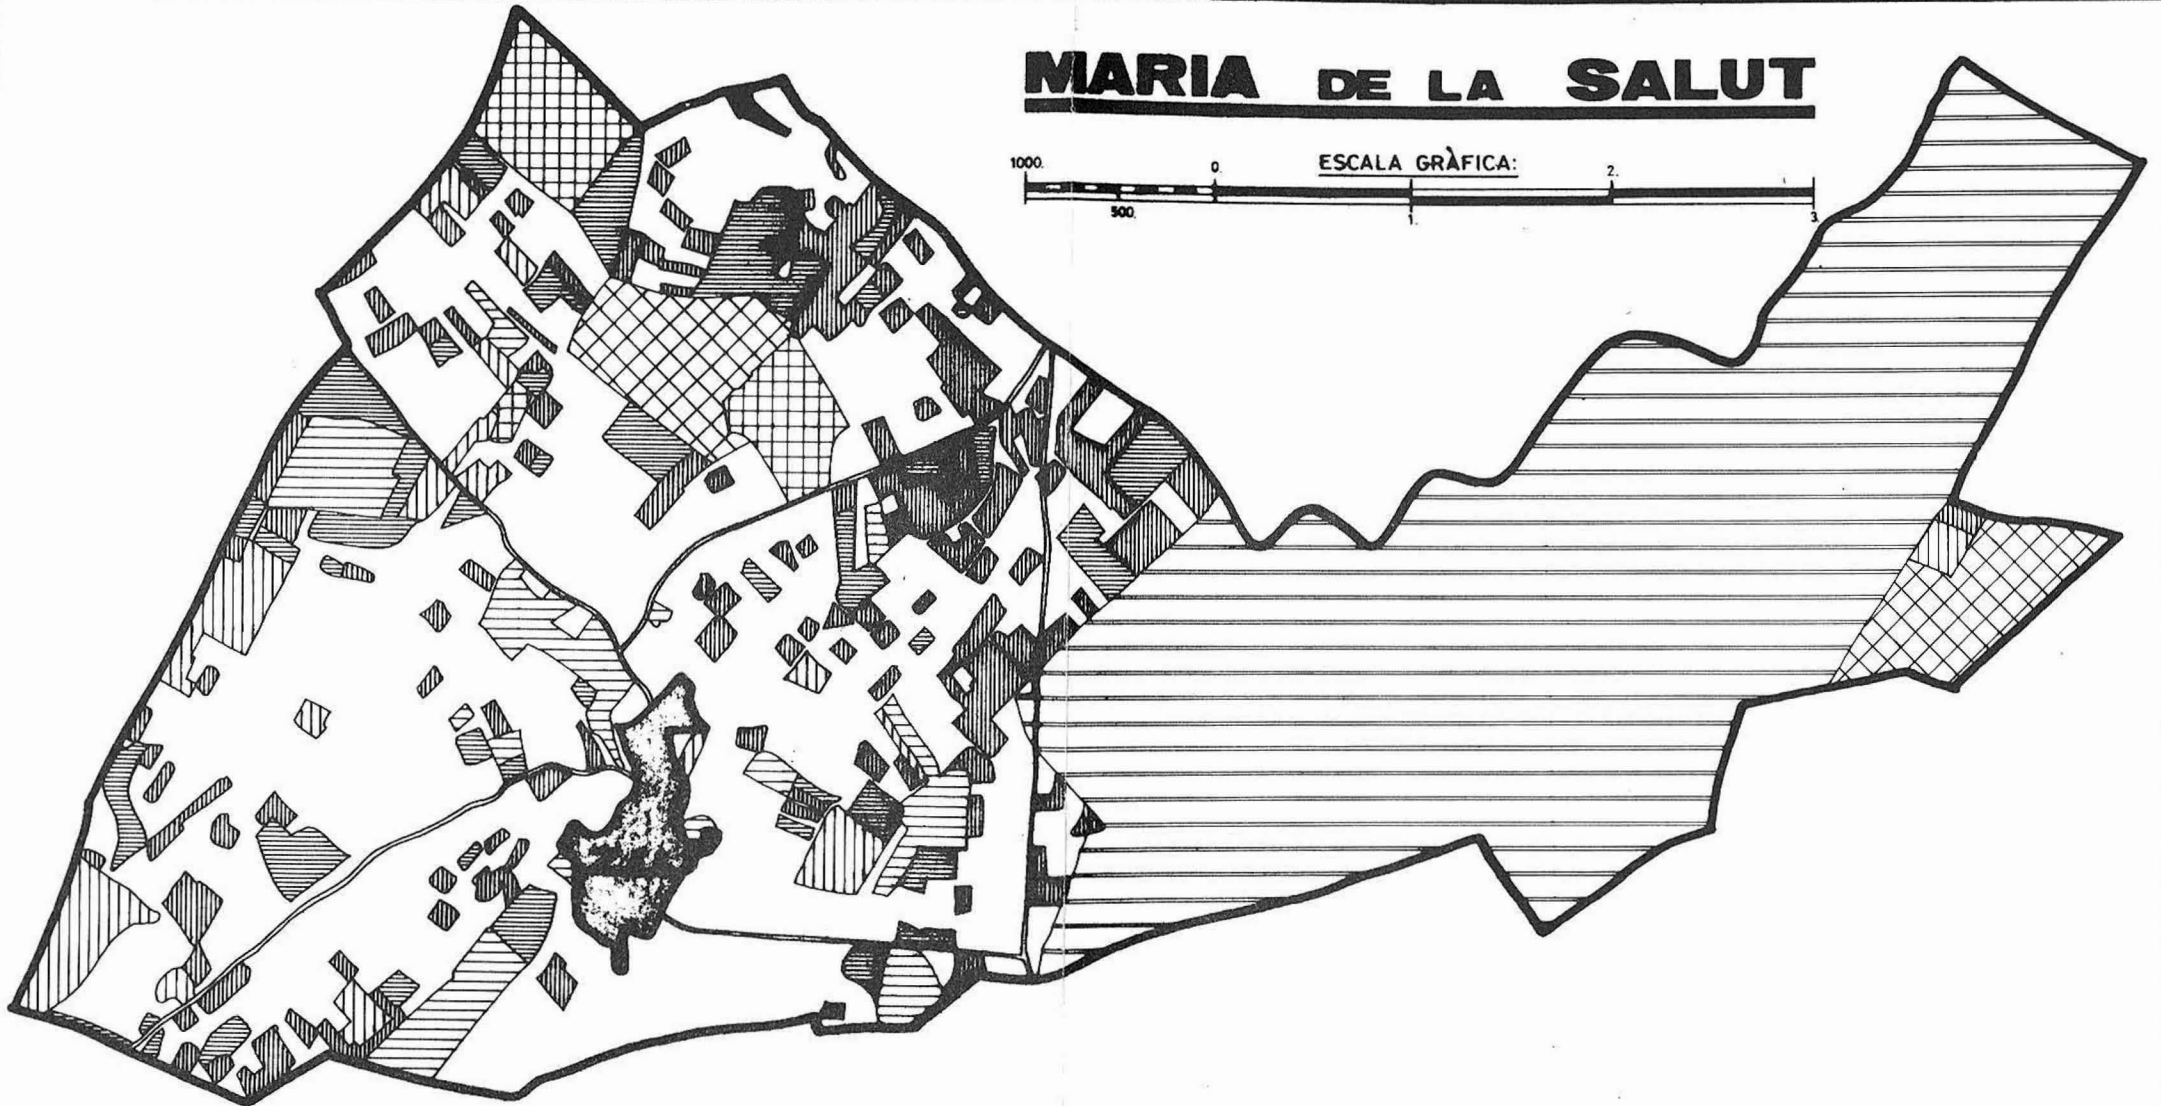 MARIA DE LA SALUT
ESCALA GRÀFICA:
1000. 0. 2.
500. 1. 3.